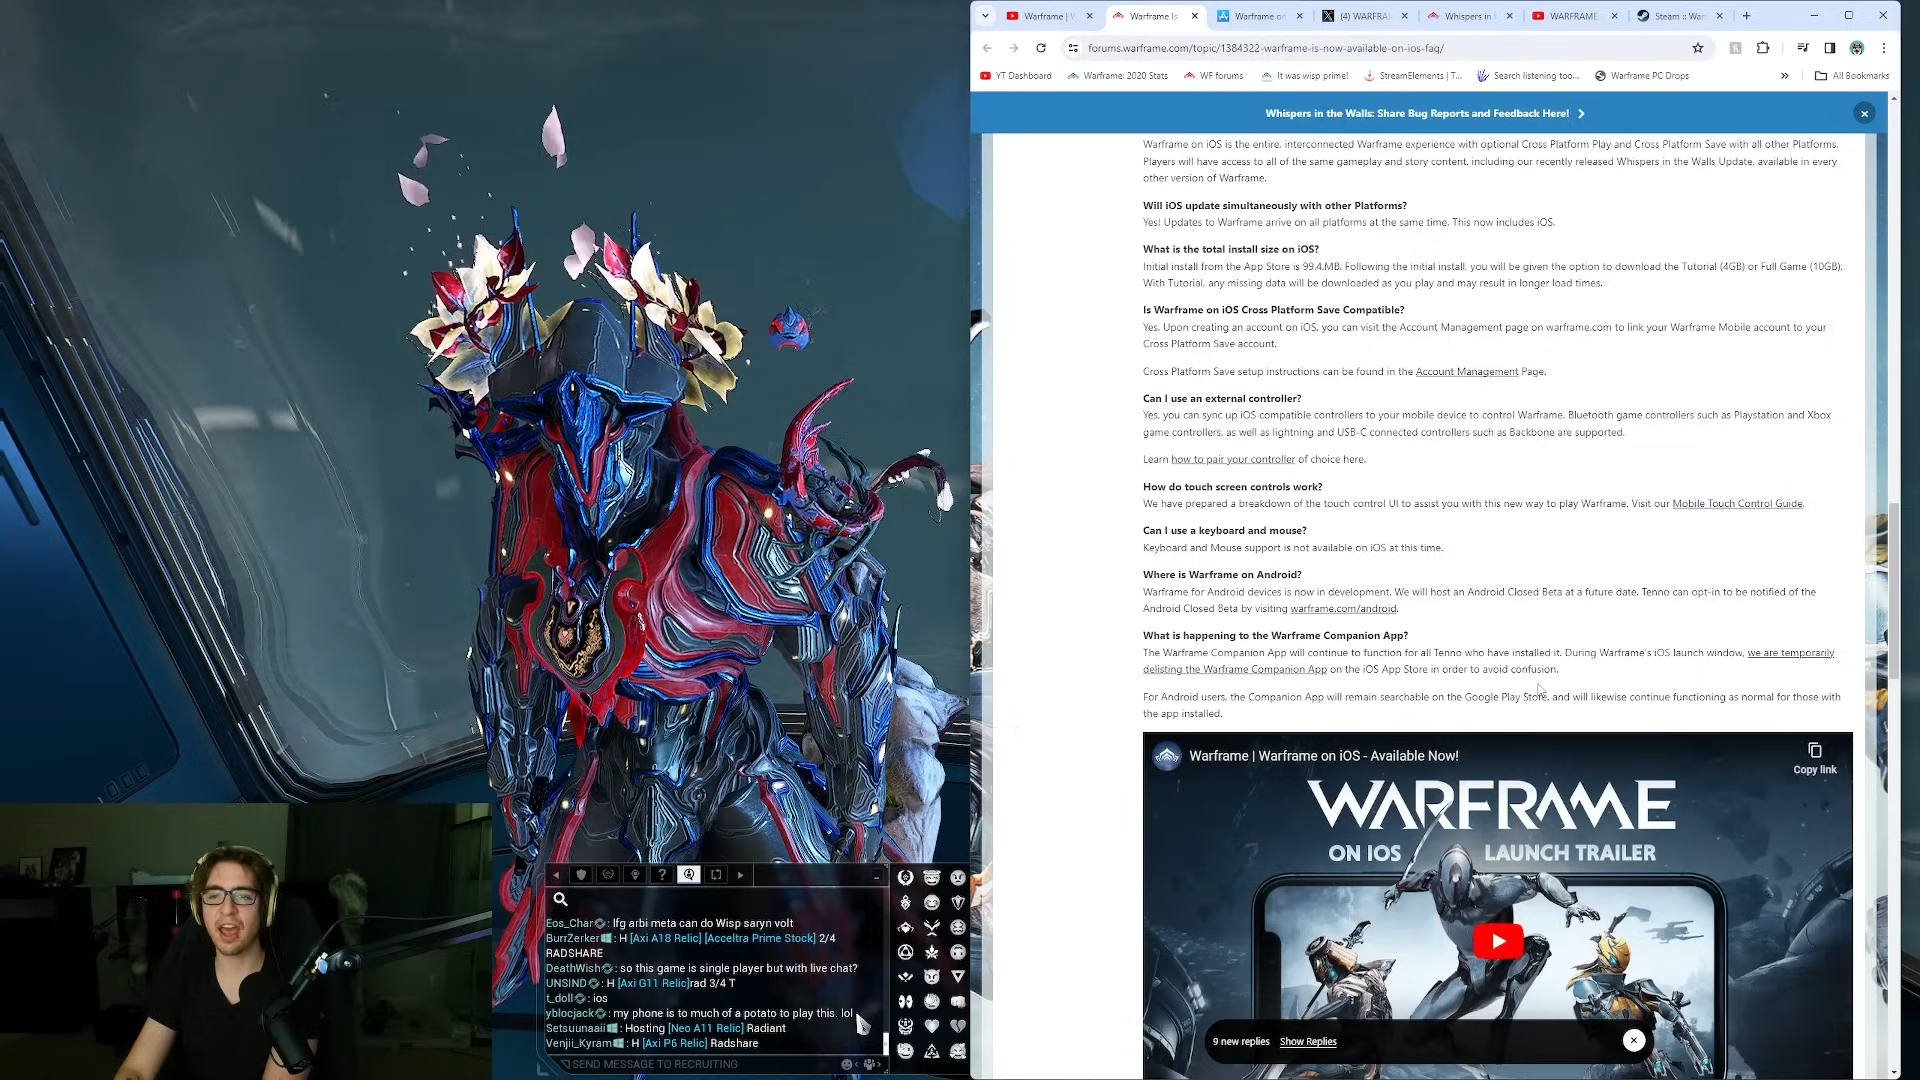 Warframe | W
Warframe Is
Warframe on
(4) WARFRA
Whispers in
WARFRAME
Steam :: War
forums.warframe.com/topic/1384322-warframe-is-now-available-on-ios-faq/
YT Dashboard
Warframe: 2020 Stats
WF forums
It was wisp prime!
StreamElements | T...
Search listening too...
Warframe PC Drops
»
All Bookmarks
Whispers in the Walls: Share Bug Reports and Feedback Here!
Warframe on iOS is the entire, interconnected Warframe experience with optional Cross Platform Play and Cross Platform Save with all other Platforms.
Players will have access to all of the same gameplay and story content, including our recently released Whispers in the Walls Update, available in every
other version of Warframe.
Will iOS update simultaneously with other Platforms?
Yes! Updates to Warframe arrive on all platforms at the same time. This now includes iOS.
What is the total install size on iOS?
Initial install from the App Store is 99.4.MB. Following the initial install, you will be given the option to download the Tutorial (4GB) or Full Game (10GB).
With Tutorial, any missing data will be downloaded as you play and may result in longer load times.
Is Warframe on iOS Cross Platform Save Compatible?
Yes. Upon creating an account on iOS, you can visit the Account Management page on warframe.com to link your Warframe Mobile account to your
Cross Platform Save account.
Cross Platform Save setup instructions can be found in the Account Management Page.
Can I use an external controller?
Yes, you can sync up iOS compatible controllers to your mobile device to control Warframe. Bluetooth game controllers such as Playstation and Xbox
game controllers, as well as lightning and USB-C connected controllers such as Backbone are supported.
Learn how to pair your controller of choice here.
How do touch screen controls work?
We have prepared a breakdown of the touch control UI to assist you with this new way to play Warframe. Visit our Mobile Touch Control Guide.
Can I use a keyboard and mouse?
Keyboard and Mouse support is not available on iOS at this time.
Where is Warframe on Android?
Warframe for Android devices is now in development. We will host an Android Closed Beta at a future date. Tenno can opt-in to be notified of the
Android Closed Beta by visiting warframe.com/android.
What is happening to the Warframe Companion App?
The Warframe Companion App will continue to function for all Tenno who have installed it. During Warframe's iOS launch window, we are temporarily
delisting the Warframe Companion App on the iOS App Store in order to avoid confusion.
For Android users, the Companion App will remain searchable on the Google Play Store, and will likewise continue functioning as normal for those with
the app installed.
Warframe | Warframe on iOS - Available Now!
Copy link
WARFRAME
ON IOS LAUNCH TRAILER
9 new replies Show Replies
Eos_Char: lfg arbi meta can do Wisp saryn volt
BurrZerker: H [Axi A18 Relic] [Acceltra Prime Stock] 2/4
RADSHARE
DeathWish: so this game is single player but with live chat?
UNSIND: H [Axi G11 Relic]rad 3/4 T
t_doll: ios
yblocjack: my phone is to much of a potato to play this. lol
Setsuunaaii: Hosting [Neo A11 Relic] Radiant
Venjii_Kyram: H [Axi P6 Relic] Radshare
SEND MESSAGE TO RECRUITING